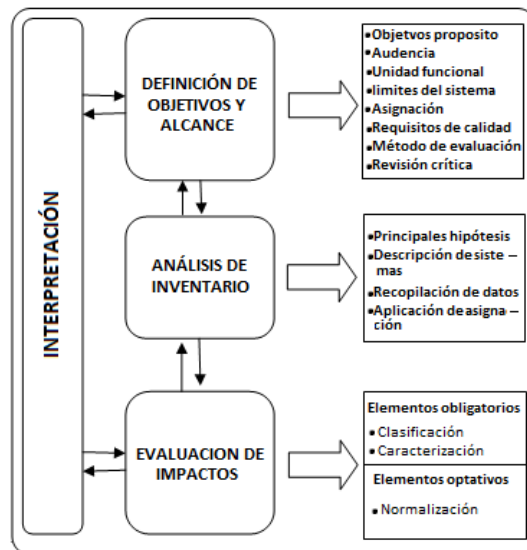 INTERPRETACIÓN
DEFINICIÓN DE
OBJETIVOS Y
ALCANCE
•Objetvos proposito
•Audencia
•Unidad funcional
•limites del sistema
•Asignación
•Requisitos de calidad
•Método de evaluación
•Revisión crítica
ANÁLISIS DE
INVENTARIO
•Principales hipótesis
•Descripción de siste –
mas
•Recopilación de datos
•Aplicación de asigna –
ción
EVALUACION DE
IMPACTOS
Elementos obligatorios
• Clasificación
• Caracterización
Elementos optativos
• Normalización